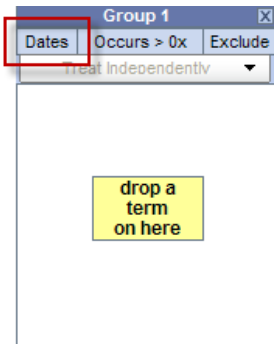 Group 1 X
Dates Occurs > 0x Exclude
Treat Independently
drop a
term
on here